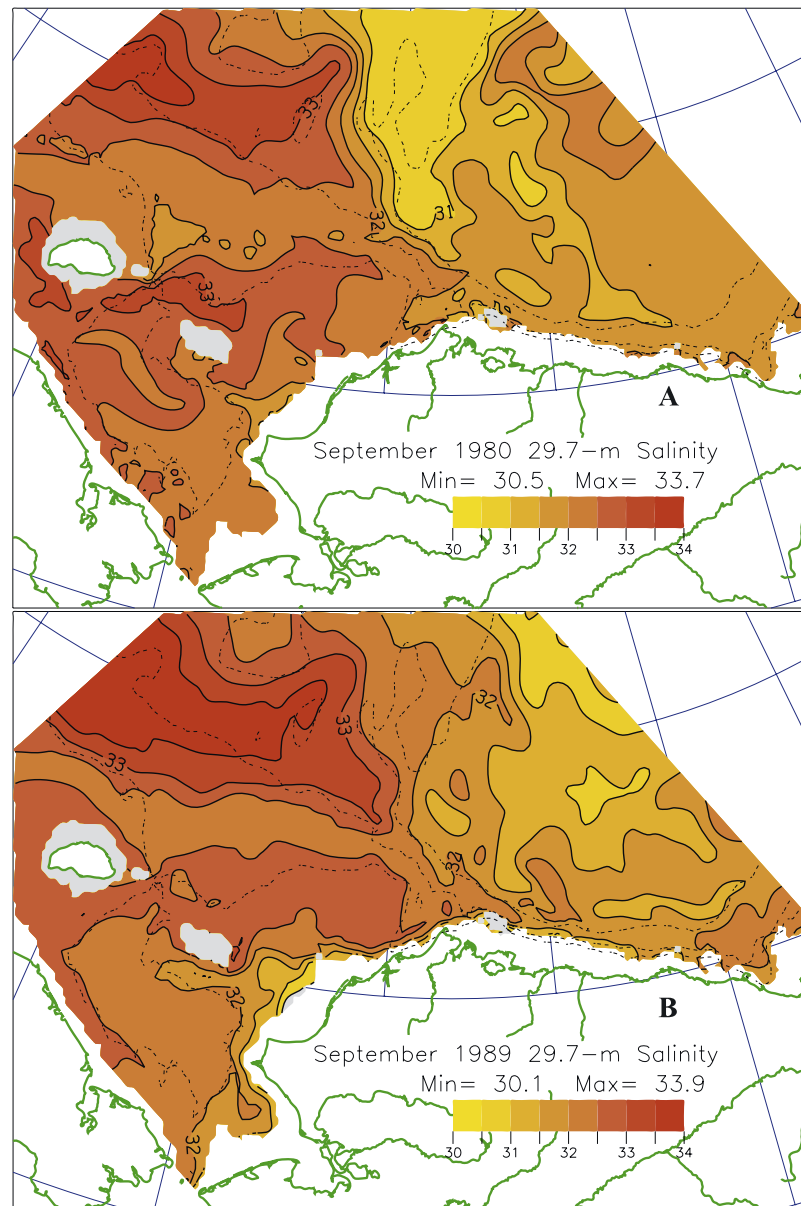 33
32
31
33
A
September 1980 29.7-m Salinity
Min= 30.5 Max= 33.7
30 31 32 33 34
32
33
33
32
32
B
September 1989 29.7-m Salinity
Min= 30.1 Max= 33.9
30 31 32 33 34
32